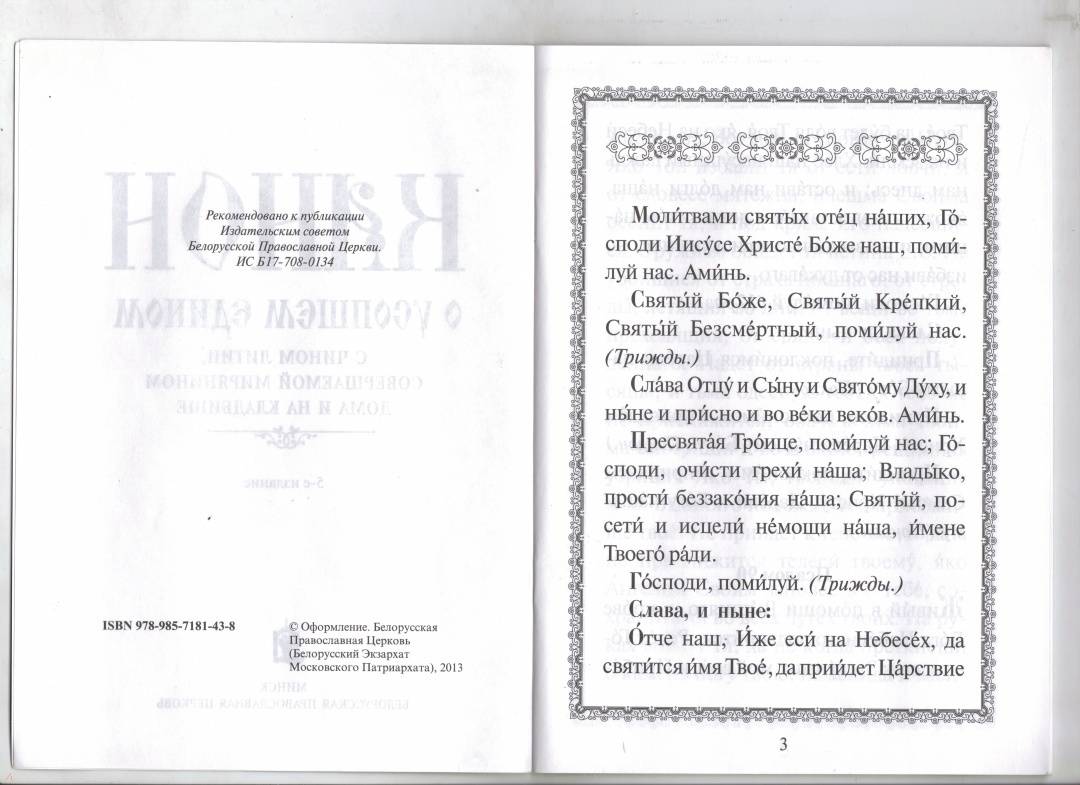 Рекомендовано к публикации
Издательским советом
Белорусской Православной Церкви.
ИС Б17-708-0134
ISBN 978-985-7181-43-8
© Оформление. Белорусская
Православная Церковь
(Белорусский Экзархат
Московского Патриархата), 2013
Моли́твами святы́х оте́ц на́ших, Го́-
споди Иису́се Христе́ Бо́же наш, поми́-
луй нас. Ами́нь.
Святы́й Бо́же, Святы́й Кре́пкий,
Святы́й Безсме́ртный, поми́луй нас.
(Трижды.)
Сла́ва Отцу́ и Сы́ну и Свято́му Ду́ху, и
ны́не и при́сно и во ве́ки веко́в. Ами́нь.
Пресвята́я Тро́ице, поми́луй нас; Го́-
споди, очи́сти грехи́ на́ша; Влады́ко,
прости́ беззако́ния на́ша; Святы́й, по-
сети́ и исцели́ не́мощи на́ша, и́мене
Твоего́ ра́ди.
Го́споди, поми́луй. (Трижды.)
Слава, и ныне:
О́тче наш, И́же еси́ на Небесе́х, да
святи́тся и́мя Твое́, да прии́дет Ца́рствие
3